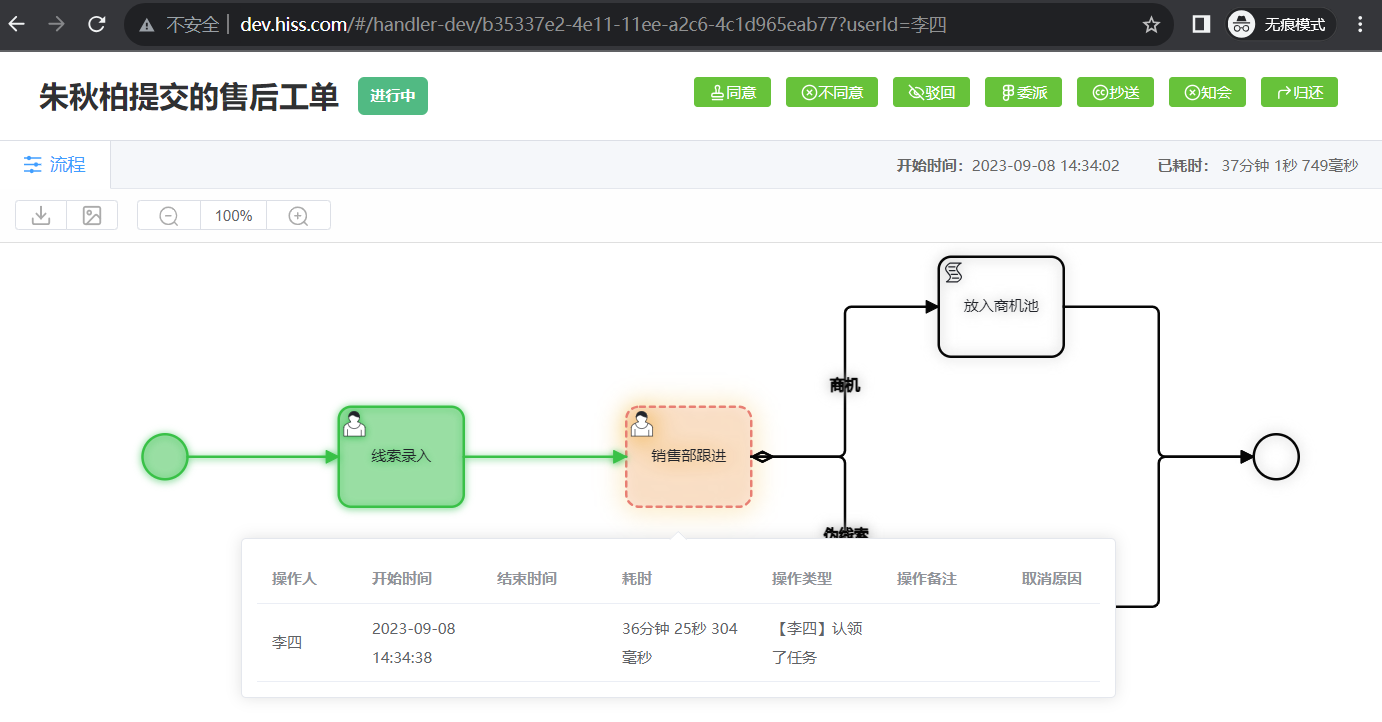 不安全 | dev.hiss.com/#/handler-dev/b35337e2-4e11-11ee-a2c6-4c1d965eab77?userId=李四
无痕模式
朱秋柏提交的售后工单 进行中
同意 不同意 驳回 委派 抄送 知会 归还
流程
开始时间: 2023-09-08 14:34:02 已耗时: 37分钟 1秒 749毫秒
100%
放入商机池
商机
线索录入
销售部跟进
伪线索
操作人 开始时间 结束时间 耗时 操作类型 操作备注 取消原因
李四 2023-09-08 14:34:38 36分钟 25秒 304毫秒 【李四】认领了任务